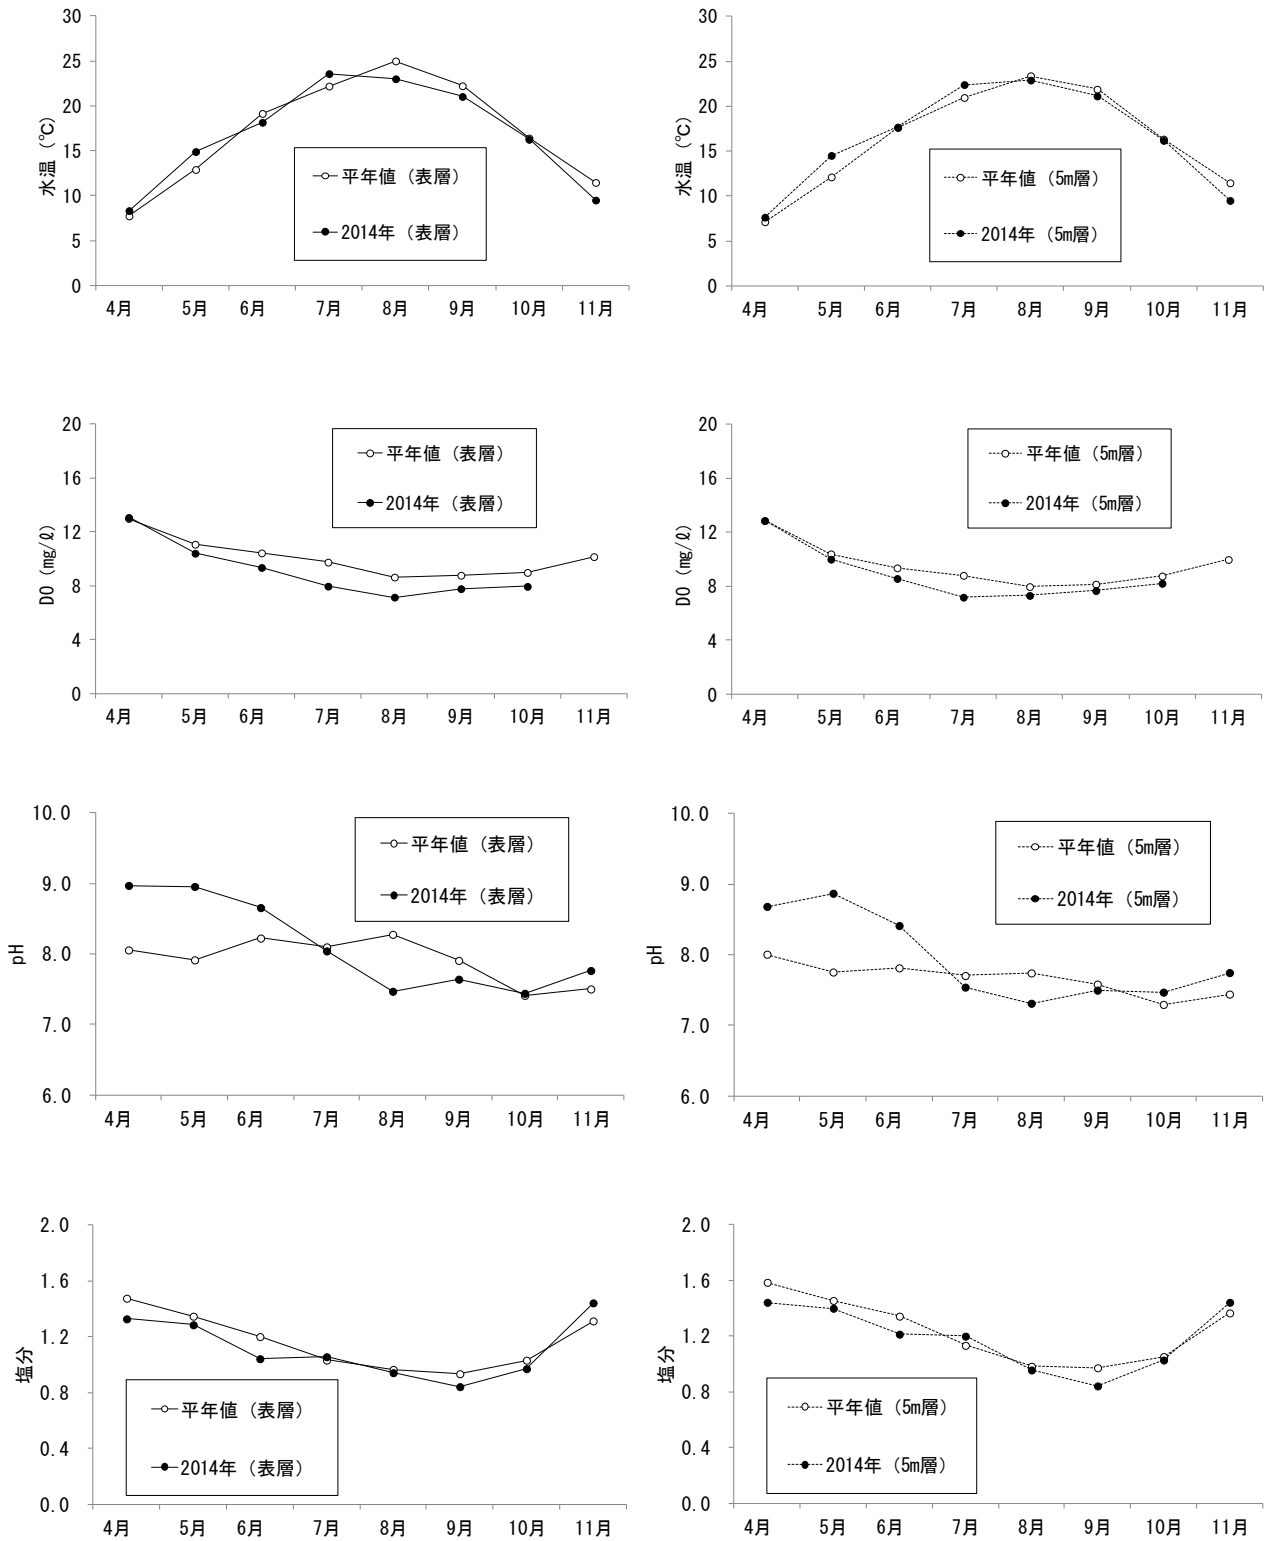 30
25
20
15
10
5
0
水温（℃）
平年値（表層）
2014年（表層）
4月 5月 6月 7月 8月 9月 10月 11月
30
25
20
15
10
5
0
水温（℃）
平年値（5m層）
2014年（5m層）
4月 5月 6月 7月 8月 9月 10月 11月
20
16
12
8
4
0
DO（mg/ℓ）
平年値（表層）
2014年（表層）
4月 5月 6月 7月 8月 9月 10月 11月
20
16
12
8
4
0
DO（mg/ℓ）
平年値（5m層）
2014年（5m層）
4月 5月 6月 7月 8月 9月 10月 11月
10.0
9.0
8.0
7.0
6.0
pH
平年値（表層）
2014年（表層）
4月 5月 6月 7月 8月 9月 10月 11月
10.0
9.0
8.0
7.0
6.0
pH
平年値（5m層）
2014年（5m層）
4月 5月 6月 7月 8月 9月 10月 11月
2.0
1.6
1.2
0.8
0.4
0.0
塩分
平年値（表層）
2014年（表層）
4月 5月 6月 7月 8月 9月 10月 11月
2.0
1.6
1.2
0.8
0.4
0.0
塩分
平年値（5m層）
2014年（5m層）
4月 5月 6月 7月 8月 9月 10月 11月